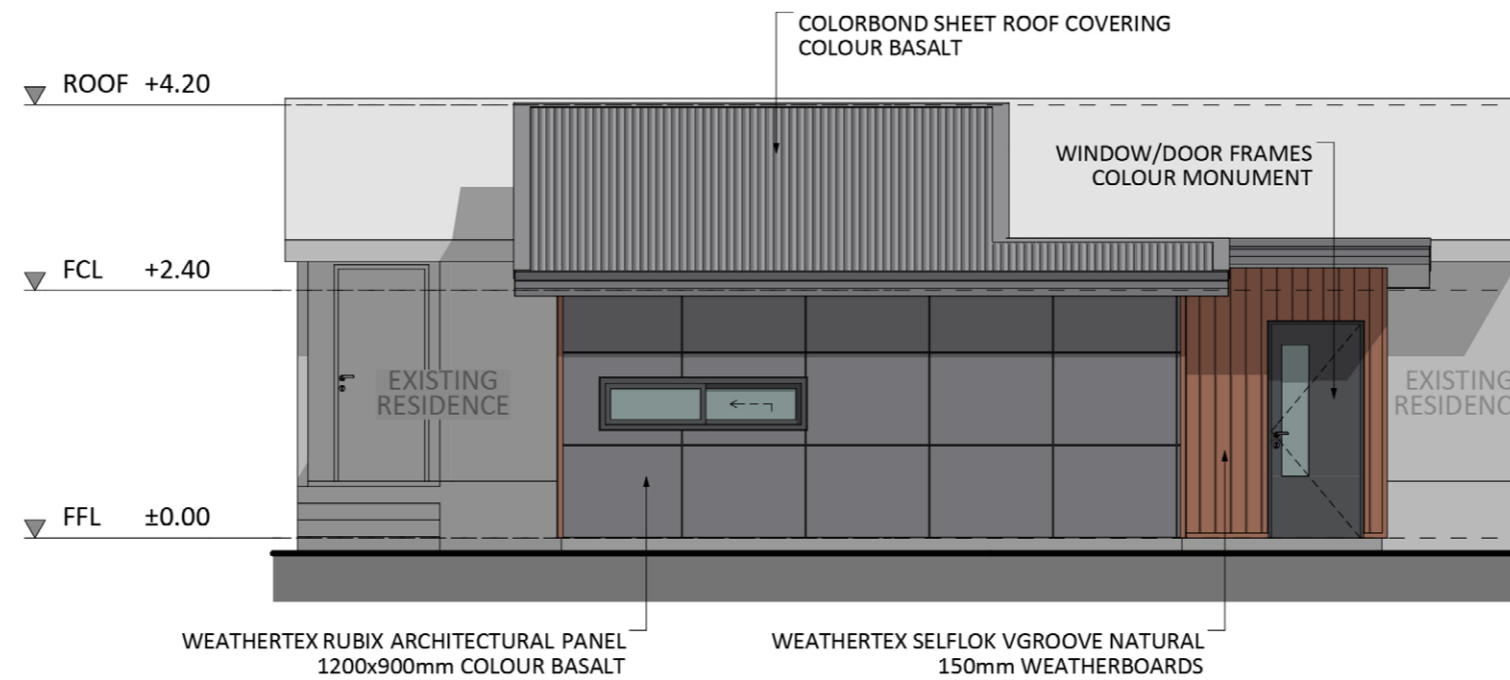 COLORBOND SHEET ROOF COVERING
COLOUR BASALT
ROOF +4.20
WINDOW/DOOR FRAMES
COLOUR MONUMENT
FCL +2.40
EXISTING
RESIDENCE
EXISTING
RESIDENC
FFL ±0.00
WEATHERTEX RUBIX ARCHITECTURAL PANEL
1200x900mm COLOUR BASALT
WEATHERTEX SELFLOK VGROOVE NATURAL
150mm WEATHERBOARDS